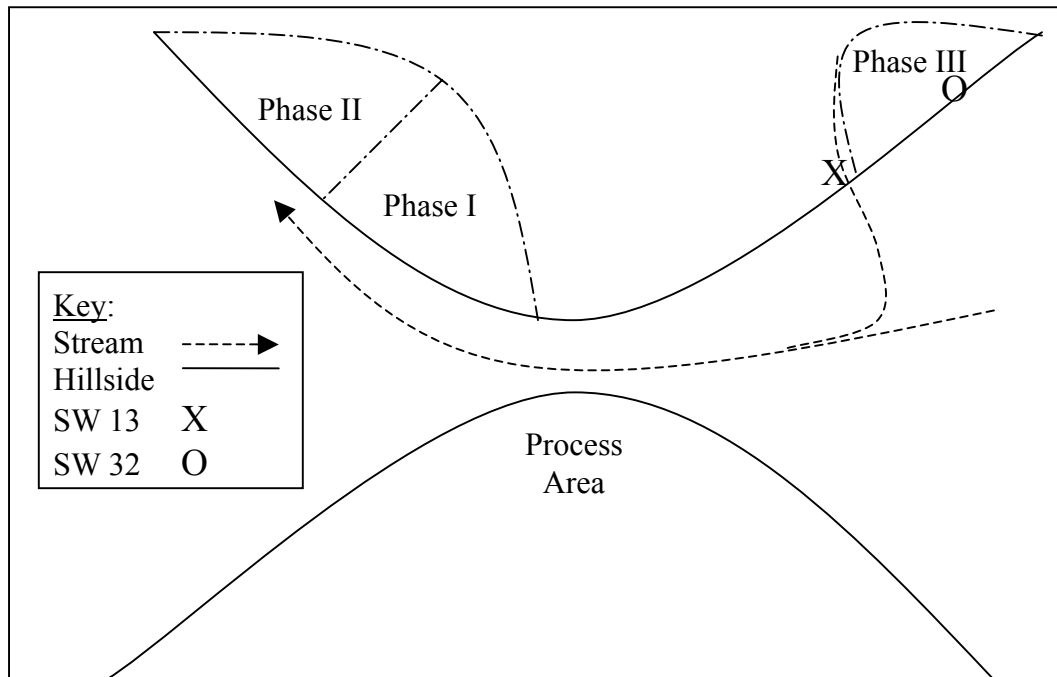 Phase III
O
Phase II
X
Phase I
Key:
Stream
Hillside
SW 13 X
SW 32 O
Process
Area